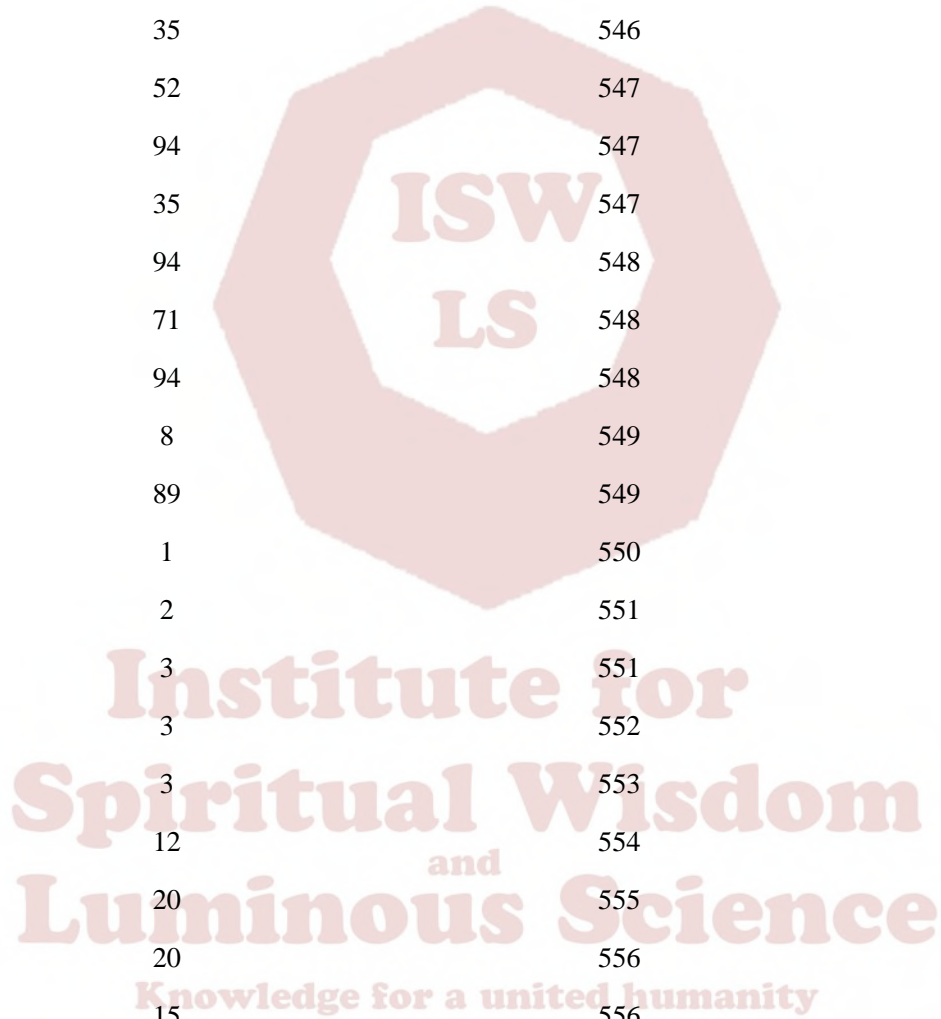 35 546
52 547
94 547
ISW
35 547
94 548
LS
71 548
94 548
8 549
89 549
1 550
2 551
Institute for
3 551
3 552
Spiritual Wisdom
3 553
12 554
and
Luminous Science
20 555
20 556
Knowledge for a united humanity
15 556